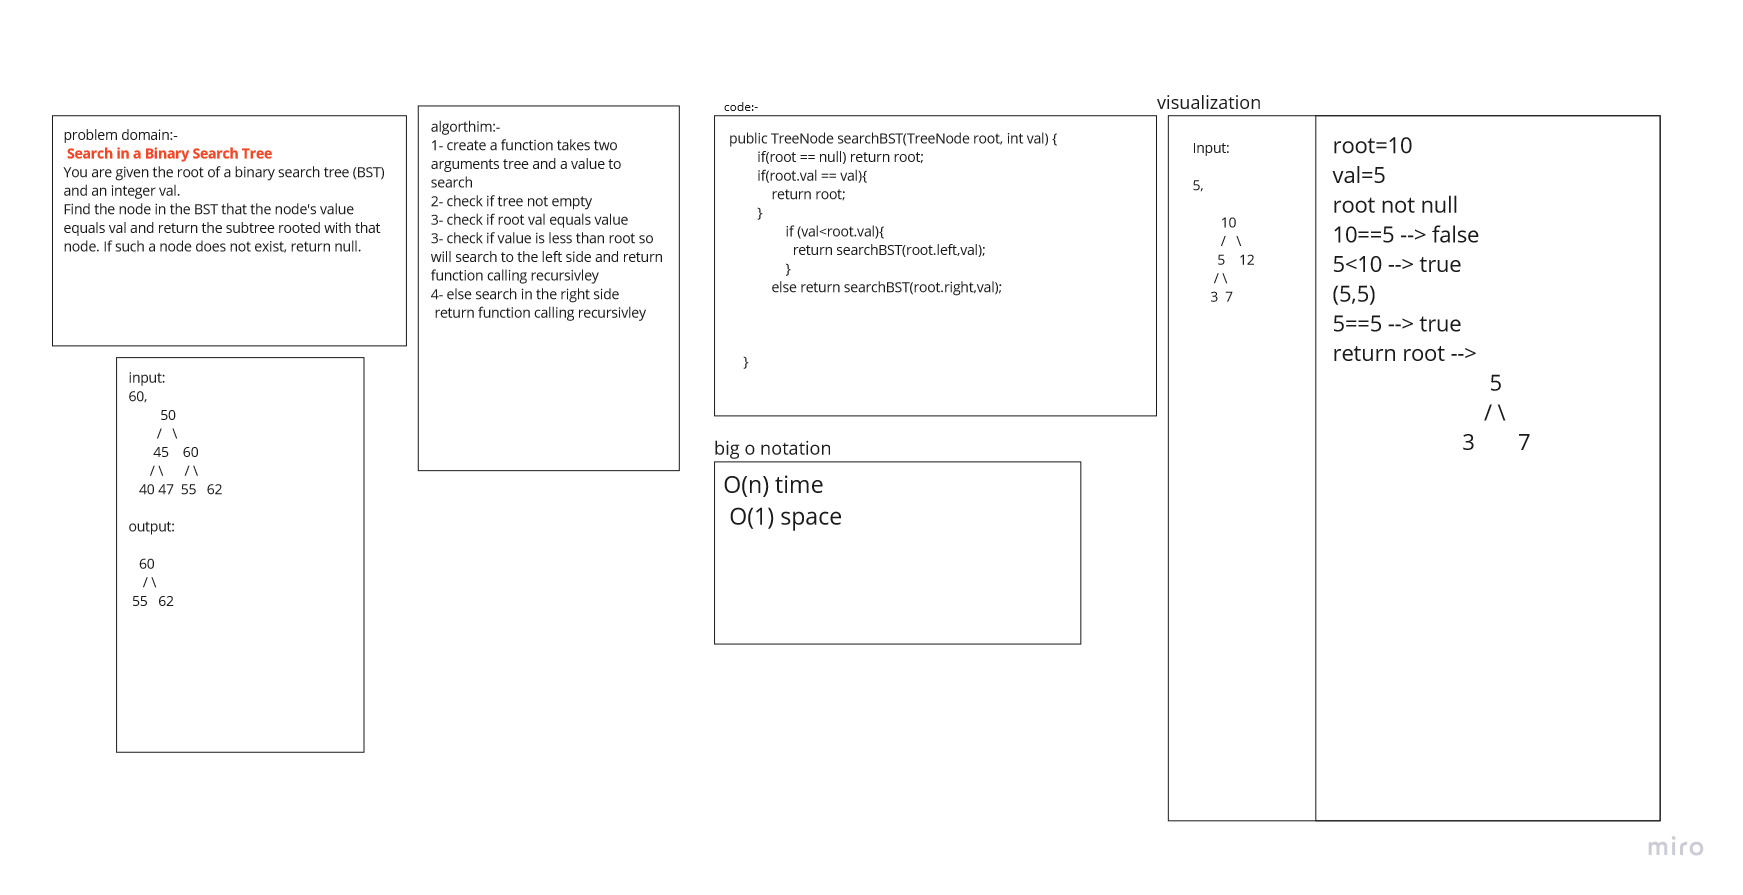 problem domain:-
Search in a Binary Search Tree
You are given the root of a binary search tree (BST)
and an integer val.
Find the node in the BST that the node's value
equals val and return the subtree rooted with that
node. If such a node does not exist, return null.
input:
60,
50
/ \
45 60
/ \ / \
40 47 55 62
output:
60
/ \
55 62
algorthim:-
1- create a function takes two
arguments tree and a value to
search
2- check if tree not empty
3- check if root val equals value
3- check if value is less than root so
will search to the left side and return
function calling recursivley
4- else search in the right side
return function calling recursivley
code:-
public TreeNode searchBST(TreeNode root, int val) {
if(root == null) return root;
if(root.val == val){
return root;
}
if (val<root.val){
return searchBST(root.left,val);
}
else return searchBST(root.right,val);
}
big o notation
O(n) time
O(1) space
visualization
Input:
5,
10
/ \
5 12
/ \
3 7
root=10
val=5
root not null
10==5 --> false
5<10 --> true
(5,5)
5==5 --> true
return root -->
5
/ \
3 7
miro